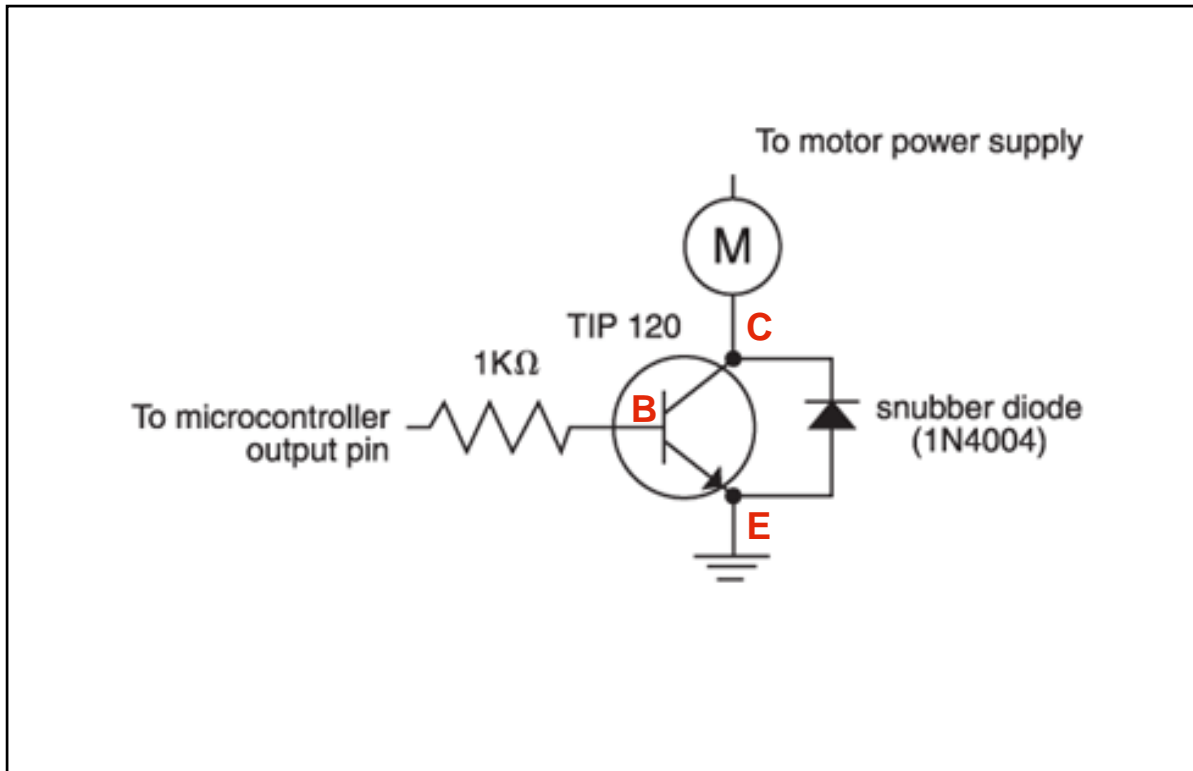 To motor power supply
M
C
TIP 120
1KΩ
B
To microcontroller
output pin
snubber diode
(1N4004)
E